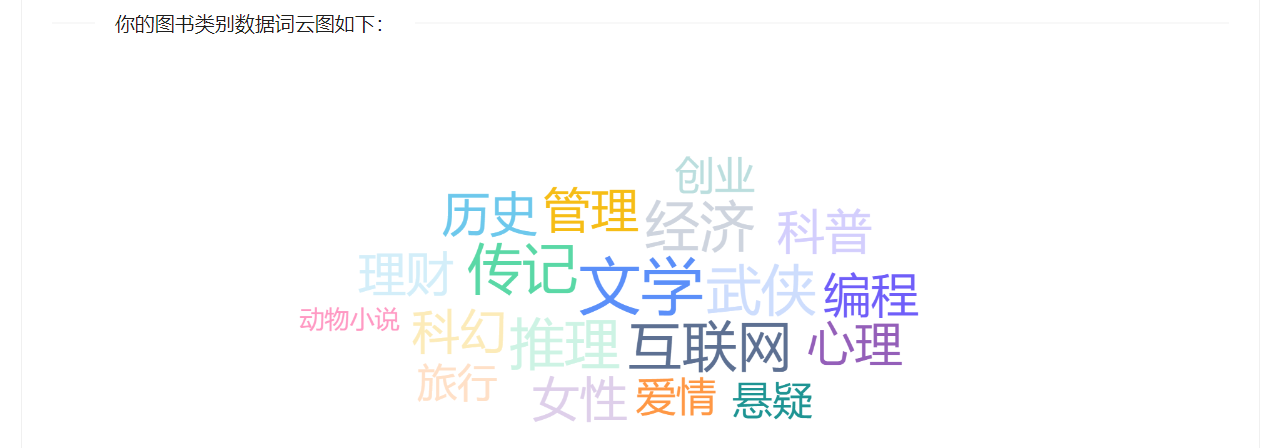 你的图书类别数据词云图如下：
创业
历史
管理
经济
科普
理财
传记
文学
武侠
编程
动物小说
科幻
推理
互联网
心理
旅行
女性
爱情
悬疑